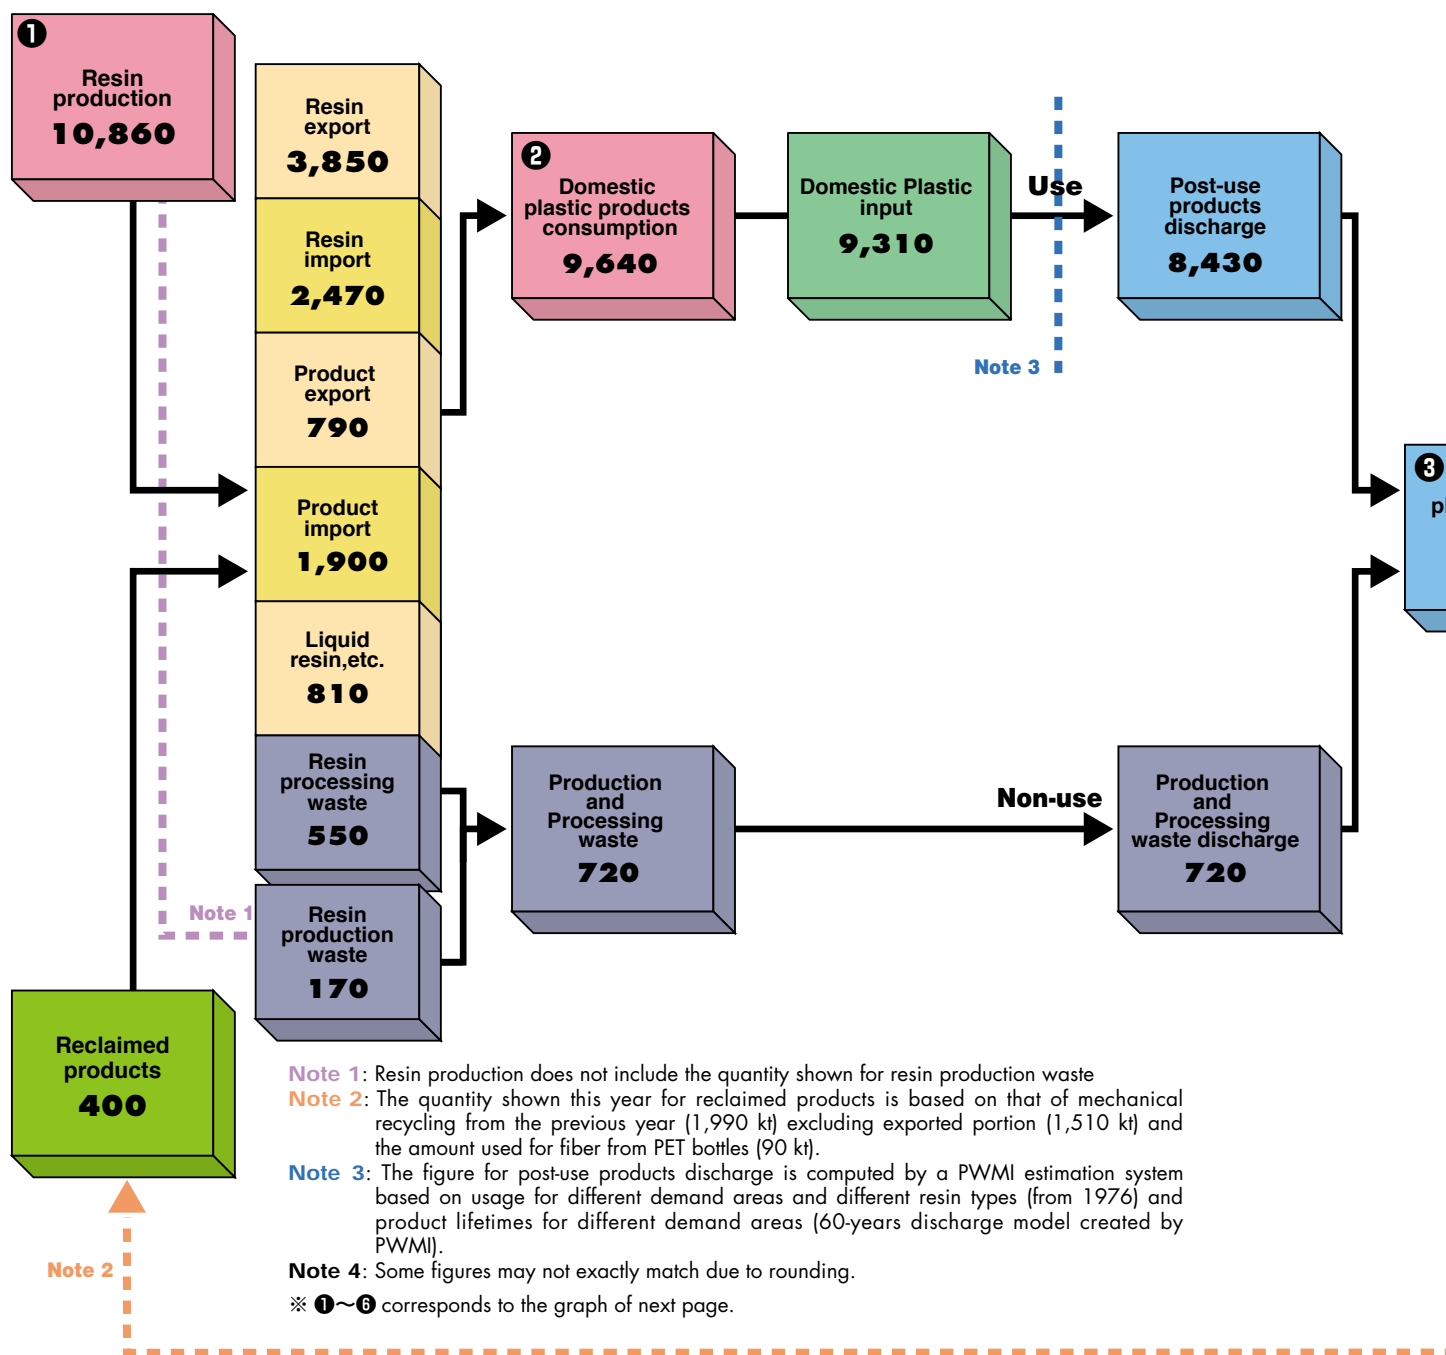 ❶
Resin
production
10,860
Resin
export
3,850
Resin
import
2,470
Product
export
790
Product
import
1,900
Liquid
resin,etc.
810
Resin
processing
waste
550
Resin
production
waste
170
Note 1
Reclaimed
products
400
Note 2
❷
Domestic
plastic products
consumption
9,640
Domestic Plastic
input
9,310
Use
Note 3
Post-use
products
discharge
8,430
Production
and
Processing
waste
720
Non-use
Production
and
Processing
waste discharge
720
❸
Note 1: Resin production does not include the quantity shown for resin production waste
Note 2: The quantity shown this year for reclaimed products is based on that of mechanical
recycling from the previous year (1,990 kt) excluding exported portion (1,510 kt) and
the amount used for fiber from PET bottles (90 kt).
Note 3: The figure for post-use products discharge is computed by a PWMI estimation system
based on usage for different demand areas and different resin types (from 1976) and
product lifetimes for different demand areas (60-years discharge model created by
PWMI).
Note 4: Some figures may not exactly match due to rounding.
※ ❶～❻ corresponds to the graph of next page.